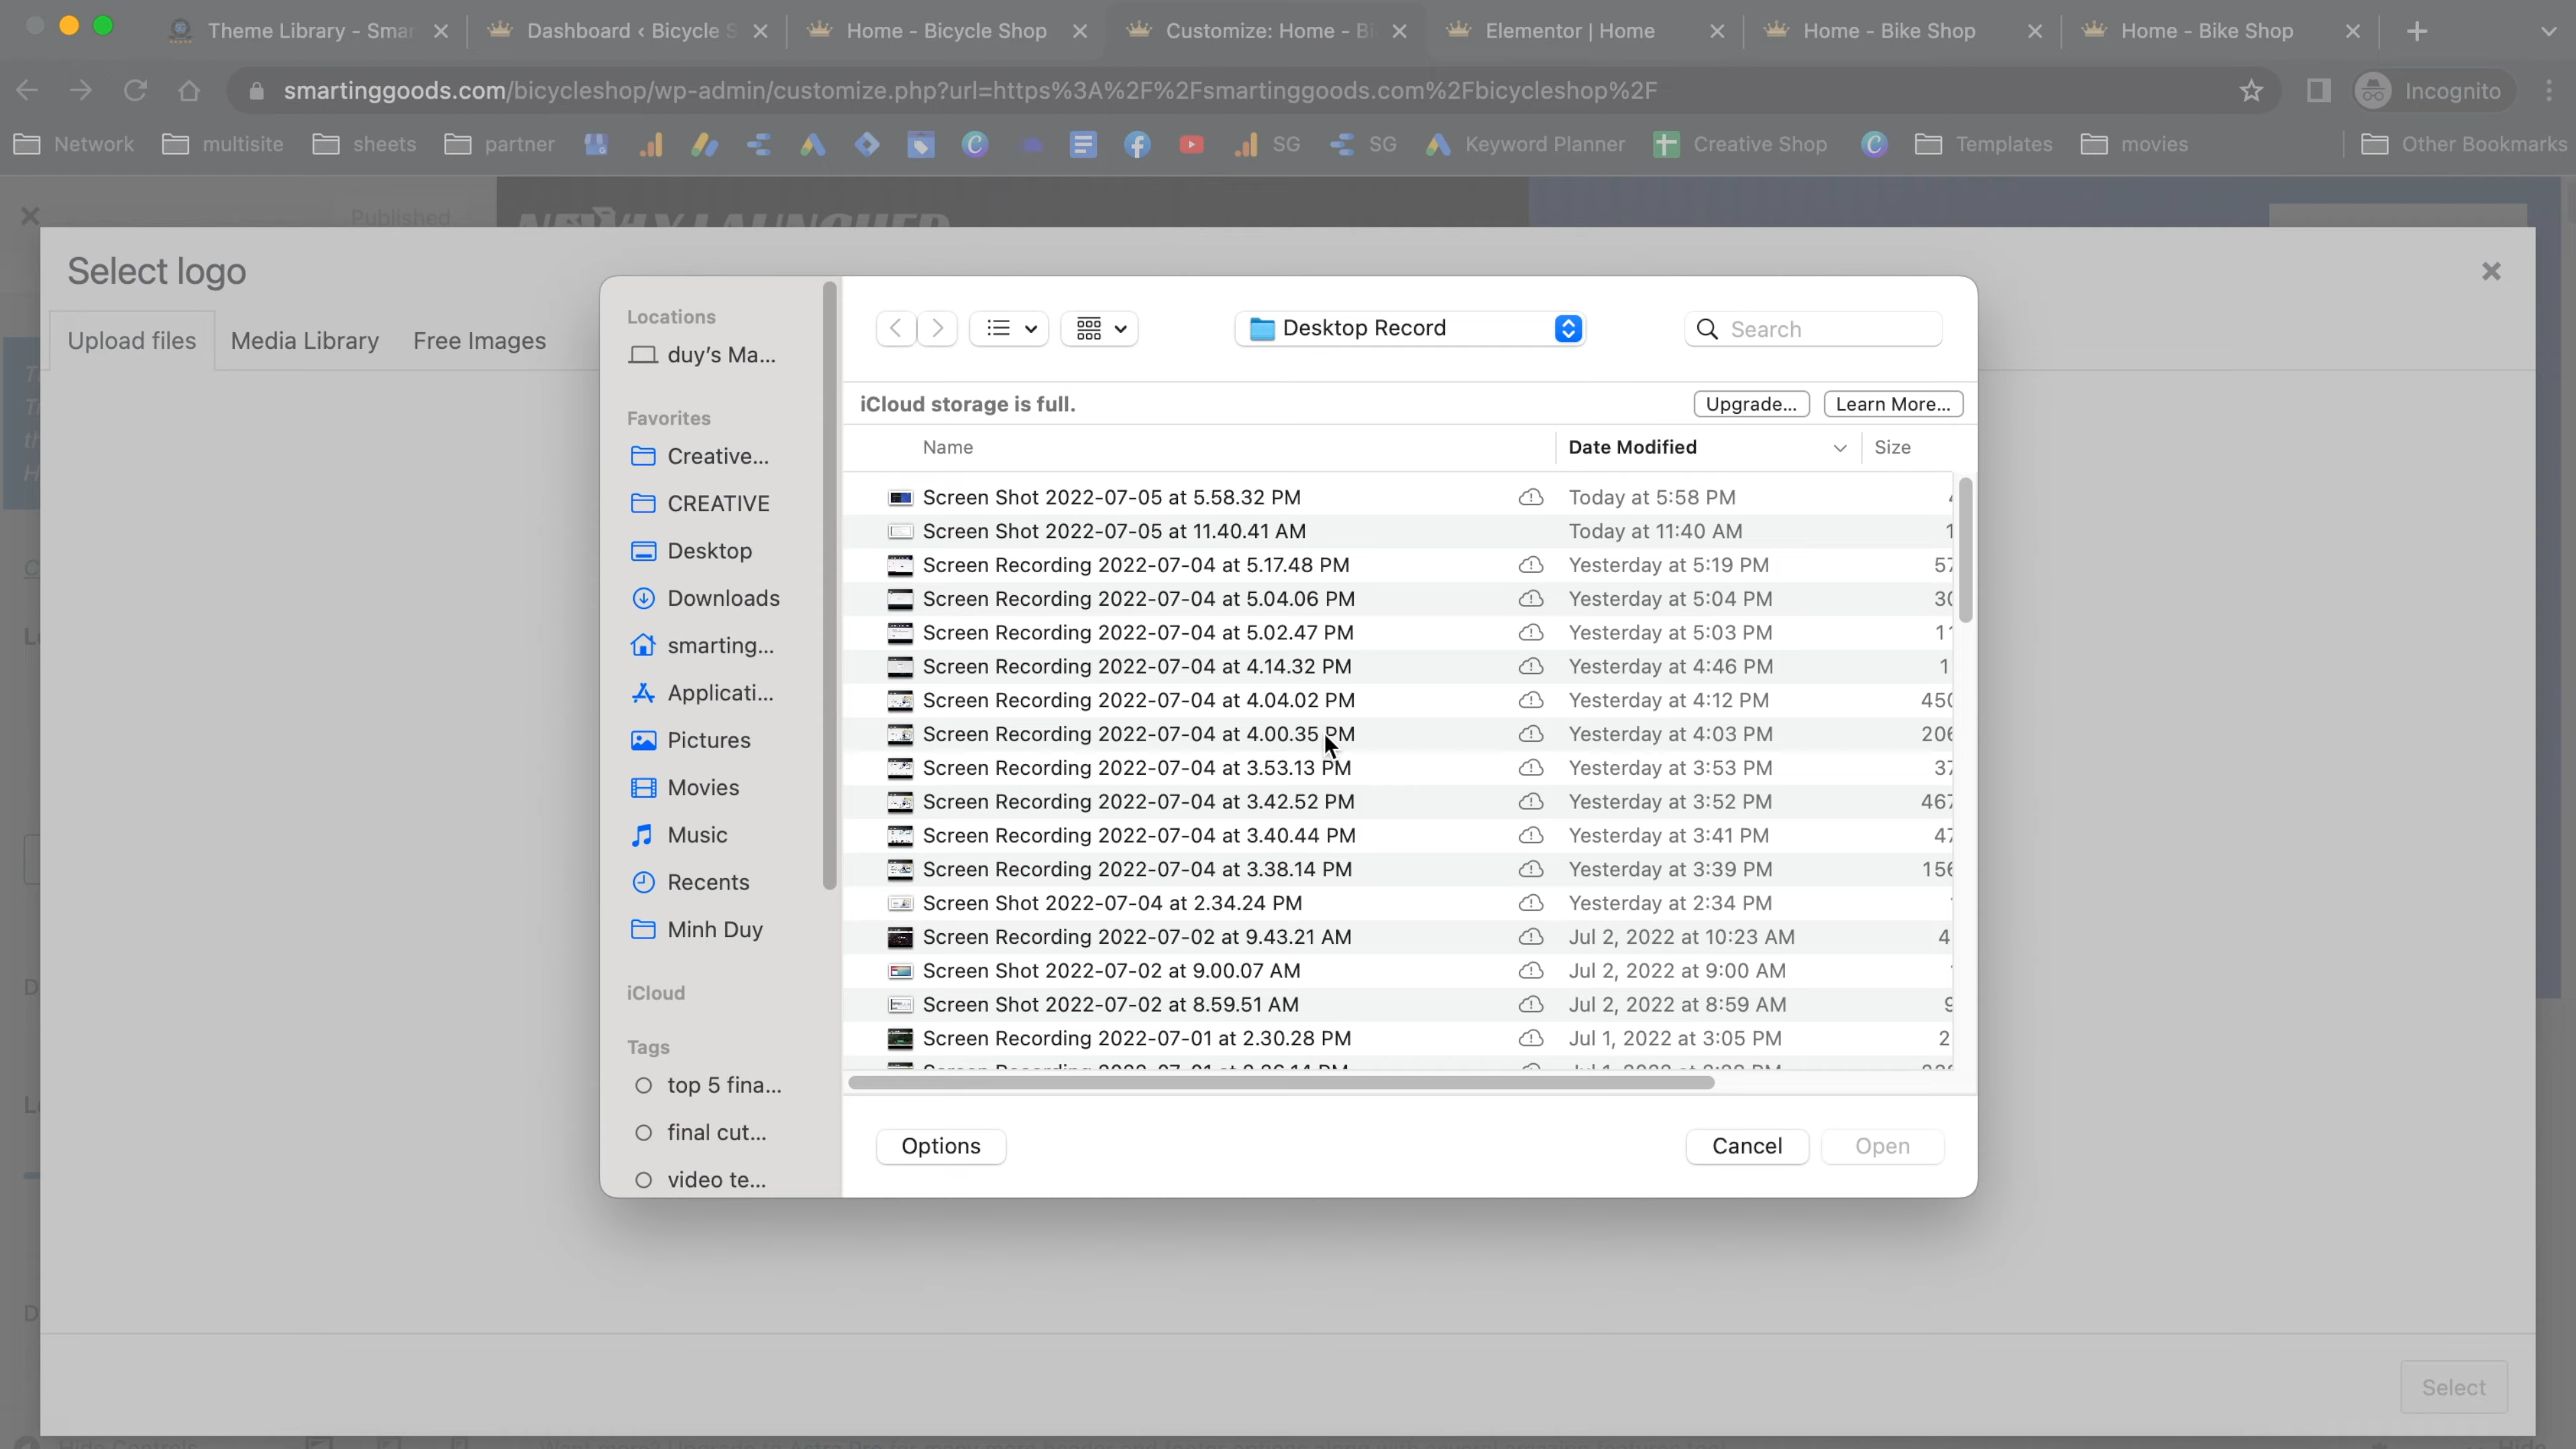 Theme Library - Smar
Dashboard ‹ Bicycle S
Home - Bicycle Shop
Customize: Home - Bi
Elementor | Home
Home - Bike Shop
Home - Bike Shop
smartinggoods.com/bicycleshop/wp-admin/customize.php?url=https%3A%2F%2Fsmartinggoods.com%2Fbicycleshop%2F
Incognito
Network
multisite
sheets
partner
SG
SG
Keyword Planner
Creative Shop
Templates
movies
Other Bookmarks
Published
NEWLY LAUNCHED
Select logo
Upload files
Media Library
Free Images
Locations
duy's Ma...
Favorites
Creative...
CREATIVE
Desktop
Downloads
smarting...
Applicati...
Pictures
Movies
Music
Recents
Minh Duy
iCloud
Tags
top 5 fina...
final cut...
video te...
Desktop Record
Search
iCloud storage is full.
Upgrade...
Learn More...
Name
Date Modified
Size
Screen Shot 2022-07-05 at 5.58.32 PM Today at 5:58 PM
Screen Shot 2022-07-05 at 11.40.41 AM Today at 11:40 AM 1
Screen Recording 2022-07-04 at 5.17.48 PM Yesterday at 5:19 PM 57
Screen Recording 2022-07-04 at 5.04.06 PM Yesterday at 5:04 PM 30
Screen Recording 2022-07-04 at 5.02.47 PM Yesterday at 5:03 PM 11
Screen Recording 2022-07-04 at 4.14.32 PM Yesterday at 4:46 PM 1
Screen Recording 2022-07-04 at 4.04.02 PM Yesterday at 4:12 PM 450
Screen Recording 2022-07-04 at 4.00.35 PM Yesterday at 4:03 PM 206
Screen Recording 2022-07-04 at 3.53.13 PM Yesterday at 3:53 PM 37
Screen Recording 2022-07-04 at 3.42.52 PM Yesterday at 3:52 PM 467
Screen Recording 2022-07-04 at 3.40.44 PM Yesterday at 3:41 PM 47
Screen Recording 2022-07-04 at 3.38.14 PM Yesterday at 3:39 PM 156
Screen Shot 2022-07-04 at 2.34.24 PM Yesterday at 2:34 PM
Screen Recording 2022-07-02 at 9.43.21 AM Jul 2, 2022 at 10:23 AM 4
Screen Shot 2022-07-02 at 9.00.07 AM Jul 2, 2022 at 9:00 AM
Screen Shot 2022-07-02 at 8.59.51 AM Jul 2, 2022 at 8:59 AM 9
Screen Recording 2022-07-01 at 2.30.28 PM Jul 1, 2022 at 3:05 PM 2
Options
Cancel
Open
Select